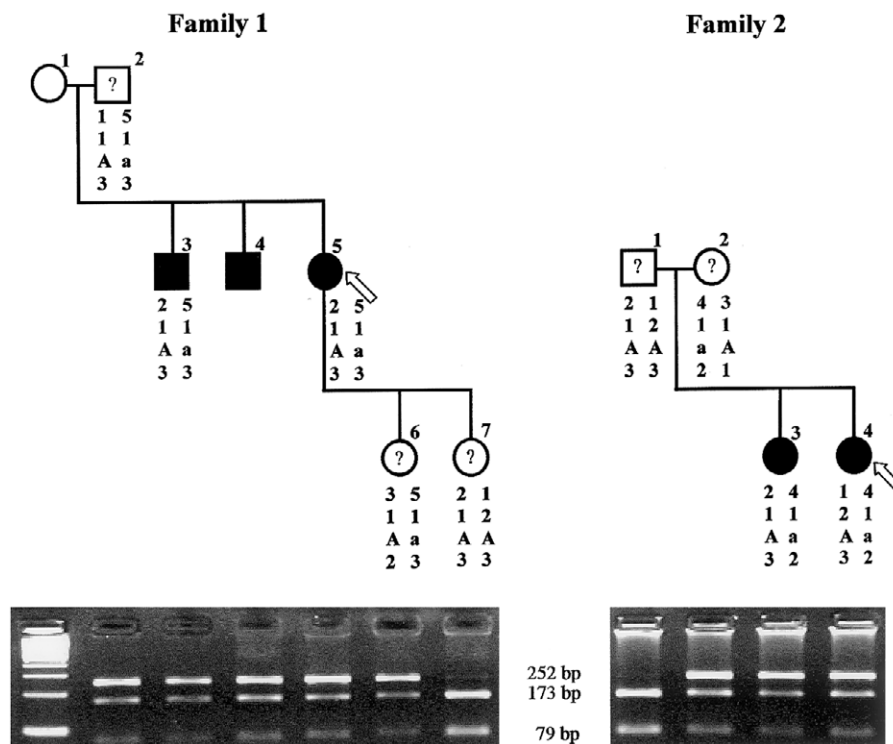 Family 1
Family 2
1 2
?
1 5
1 1
A a
3 3
3 4 5
2 5
1 1
A a
3 3
2 5
1 1
A a
3 3
6 7
? ?
3 5
1 1
A a
2 3
2 1
1 2
A A
3 3
1 2
? ?
2 1
1 2
A A
3 3
4 3
1 1
a A
2 1
3 4
2 4
1 1
A a
3 2
1 4
2 1
A a
3 2
252 bp
173 bp
79 bp